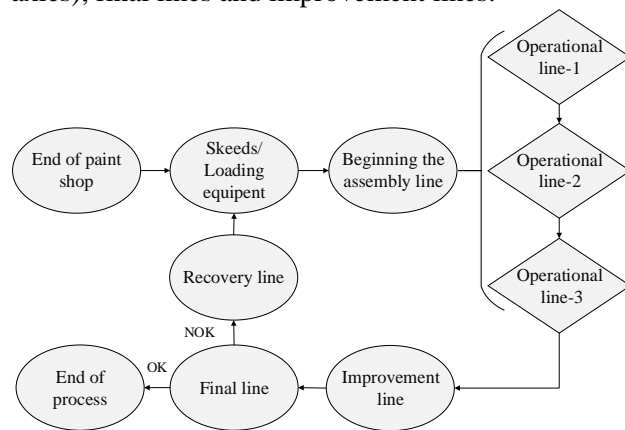 axies), final lines and improvement lines.
Operational
line-1
End of paint
shop
Skeeds/
Loading
equipent
Beginning the
assembly line
Operational
line-2
Recovery line
Operational
line-3
NOK
OK
End of
process
Final line
Improvement
line